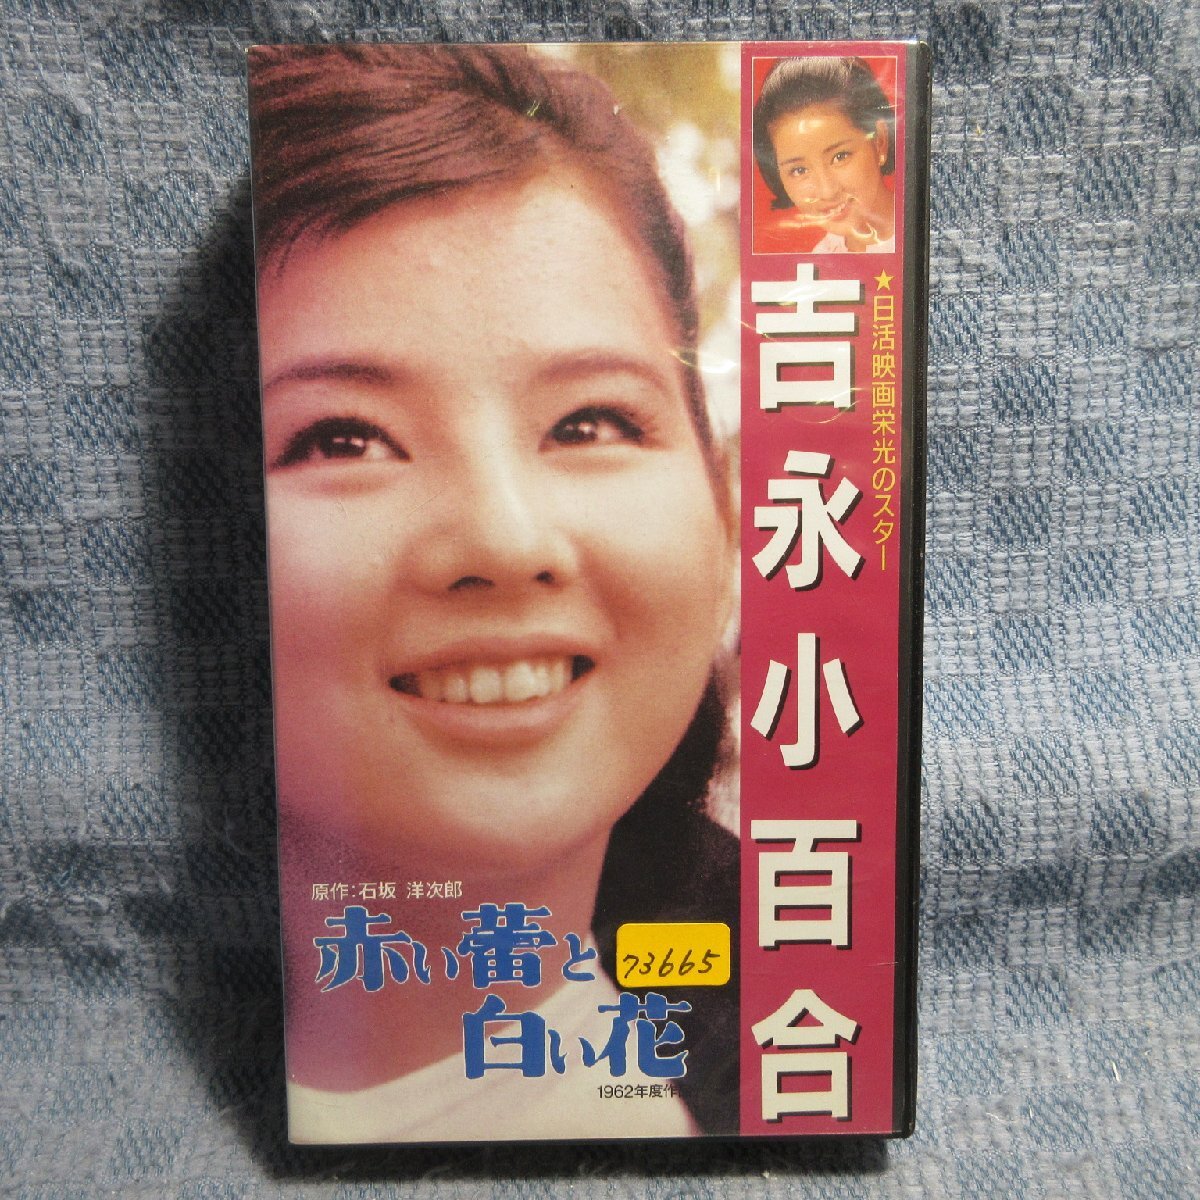 ★日活映画栄光のスター
吉永小百合
原作:石坂 洋次郎
赤い蕾と
白い花
73665
1962年度作